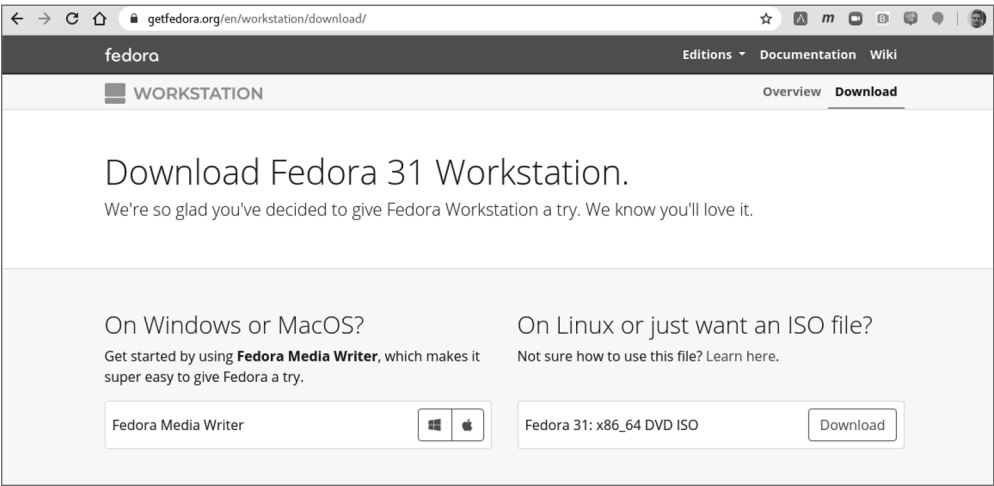 getfedora.org/en/workstation/download/
fedora
Editions Documentation Wiki
WORKSTATION
Overview Download
Download Fedora 31 Workstation.
We're so glad you've decided to give Fedora Workstation a try. We know you'll love it.
On Windows or MacOS?
Get started by using Fedora Media Writer, which makes it
super easy to give Fedora a try.
Fedora Media Writer
On Linux or just want an ISO file?
Not sure how to use this file? Learn here.
Fedora 31: x86_64 DVD ISO
Download